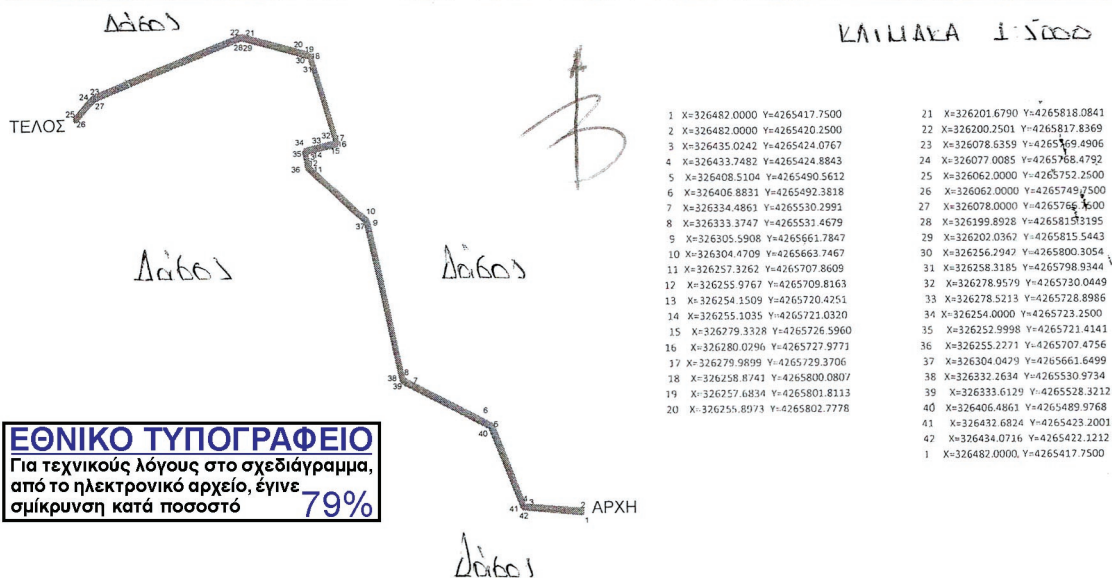 Δάσος
ΚΛΙΜΑΚΑ 1:5000
ΤΕΛΟΣ
Β
Δάσος
Δάσος
ΑΡΧΗ
Δάσος
1 X=326482.0000 Y=4265417.7500
2 X=326482.0000 Y=4265420.2500
3 X=326435.0242 Y=4265424.0767
4 X=326433.7482 Y=4265424.8843
5 X=326408.5104 Y=4265490.5612
6 X=326406.8831 Y=4265492.3818
7 X=326334.4861 Y=4265530.2991
8 X=326333.3747 Y=4265531.4679
9 X=326305.5908 Y=4265661.7847
10 X=326304.4709 Y=4265663.7467
11 X=326257.3262 Y=4265707.8609
12 X=326255.9767 Y=4265709.8163
13 X=326254.1509 Y=4265720.4251
14 X=326255.1035 Y=4265721.0320
15 X=326279.3328 Y=4265726.5960
16 X=326280.0296 Y=4265727.9771
17 X=326279.9899 Y=4265729.3706
18 X=326258.8741 Y=4265800.0807
19 X=326257.6834 Y=4265801.8113
20 X=326255.8973 Y=4265802.7778
21 X=326201.6790 Y=4265818.0841
22 X=326200.2501 Y=4265817.8369
23 X=326078.6359 Y=4265769.4906
24 X=326077.0085 Y=4265768.4792
25 X=326062.0000 Y=4265752.2500
26 X=326062.0000 Y=4265749.7500
27 X=326078.0000 Y=4265766.7500
28 X=326199.8928 Y=4265815.3195
29 X=326202.0362 Y=4265815.5443
30 X=326256.2942 Y=4265800.3054
31 X=326258.3185 Y=4265798.9344
32 X=326278.9579 Y=4265730.0449
33 X=326278.5213 Y=4265728.8986
34 X=326254.0000 Y=4265723.2500
35 X=326252.9998 Y=4265721.4141
36 X=326255.2271 Y=4265707.4756
37 X=326304.0429 Y=4265661.6499
38 X=326332.2634 Y=4265530.9734
39 X=326333.6129 Y=4265528.3212
40 X=326406.4861 Y=4265489.9768
41 X=326432.6824 Y=4265423.2001
42 X=326434.0716 Y=4265422.1212
1 X=326482.0000, Y=4265417.7500
ΕΘΝΙΚΟ ΤΥΠΟΓΡΑΦΕΙΟ
Για τεχνικούς λόγους στο σχεδιάγραμμα,
από το ηλεκτρονικό αρχείο, έγινε
σμίκρυνση κατά ποσοστό 79%